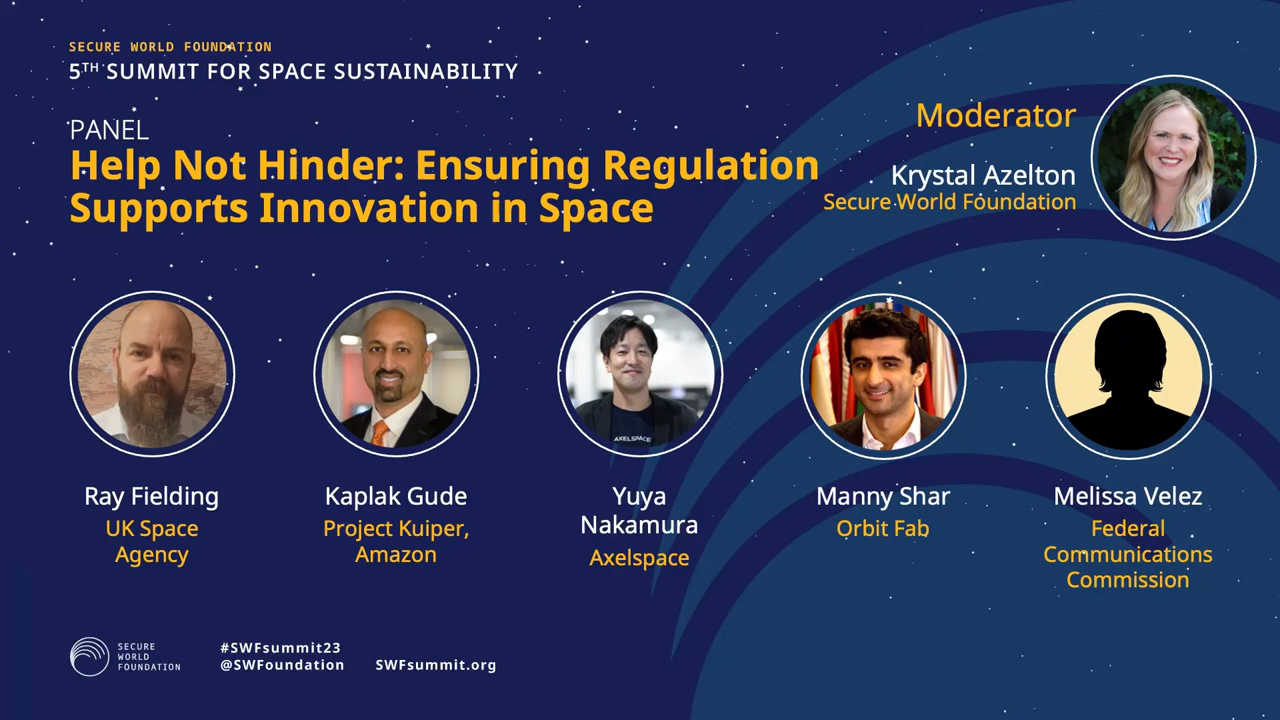 SECURE WORLD FOUNDATION
5TH SUMMIT FOR SPACE SUSTAINABILITY
PANEL
Help Not Hinder: Ensuring Regulation
Supports Innovation in Space
Moderator
Krystal Azelton
Secure World Foundation
AXELSPACE
Ray Fielding
UK Space
Agency
Kaplak Gude
Project Kuiper,
Amazon
Yuya
Nakamura
Axelspace
Manny Shar
Orbit Fab
Melissa Velez
Federal
Communications
Commission
SECURE
WORLD
FOUNDATION
#SWFsummit23
@SWFoundation
SWFsummit.org